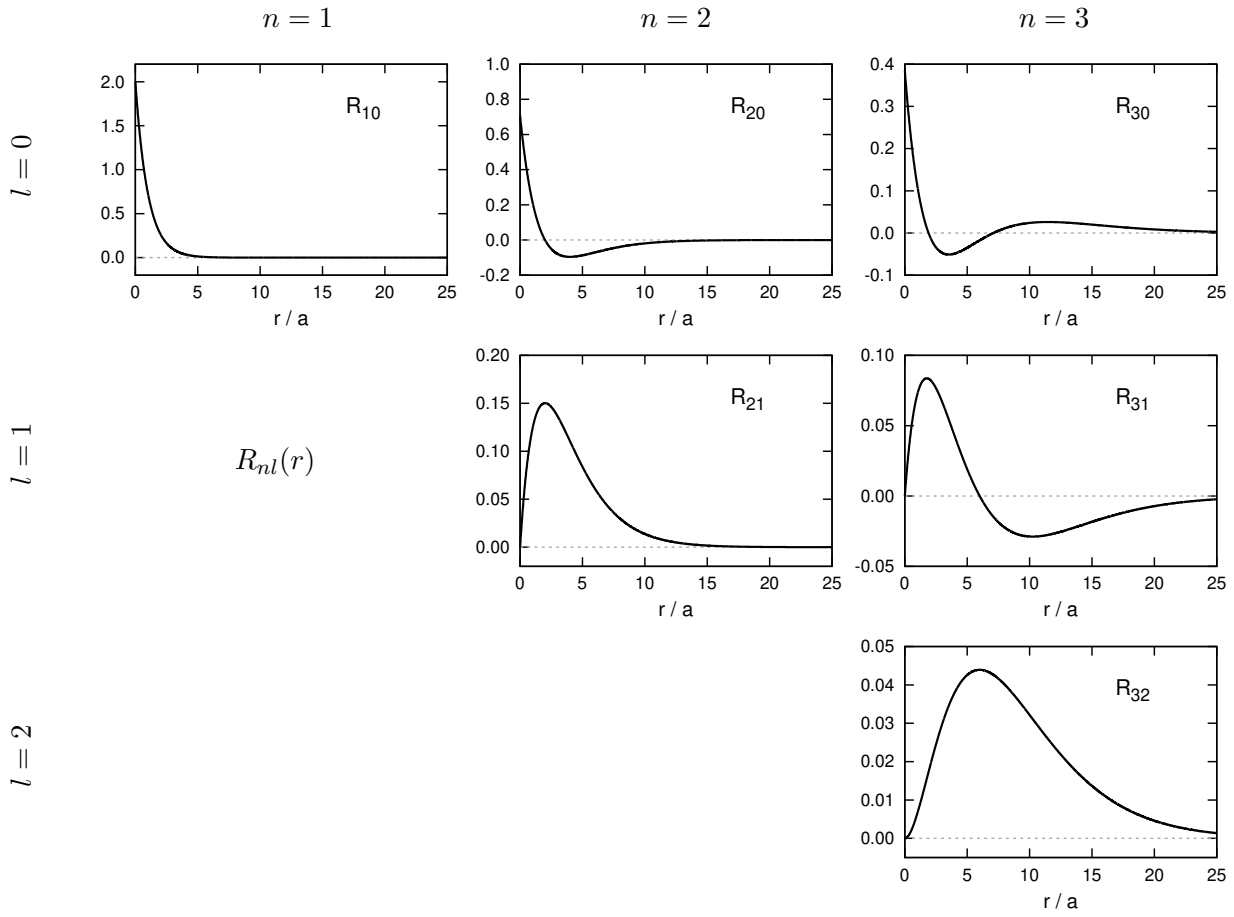 n = 1
n = 2
n = 3
l = 0
2.0
1.5
1.0
0.5
0.0
R10
0 5 10 15 20 25
r / a
1.0
0.8
0.6
0.4
0.2
0.0
-0.2
R20
0 5 10 15 20 25
r / a
0.4
0.3
0.2
0.1
0.0
-0.1
R30
0 5 10 15 20 25
r / a
l = 1
Rnl(r)
0.20
0.15
0.10
0.05
0.00
R21
0 5 10 15 20 25
r / a
0.10
0.05
0.00
-0.05
R31
0 5 10 15 20 25
r / a
l = 2
0.05
0.04
0.03
0.02
0.01
0.00
R32
0 5 10 15 20 25
r / a